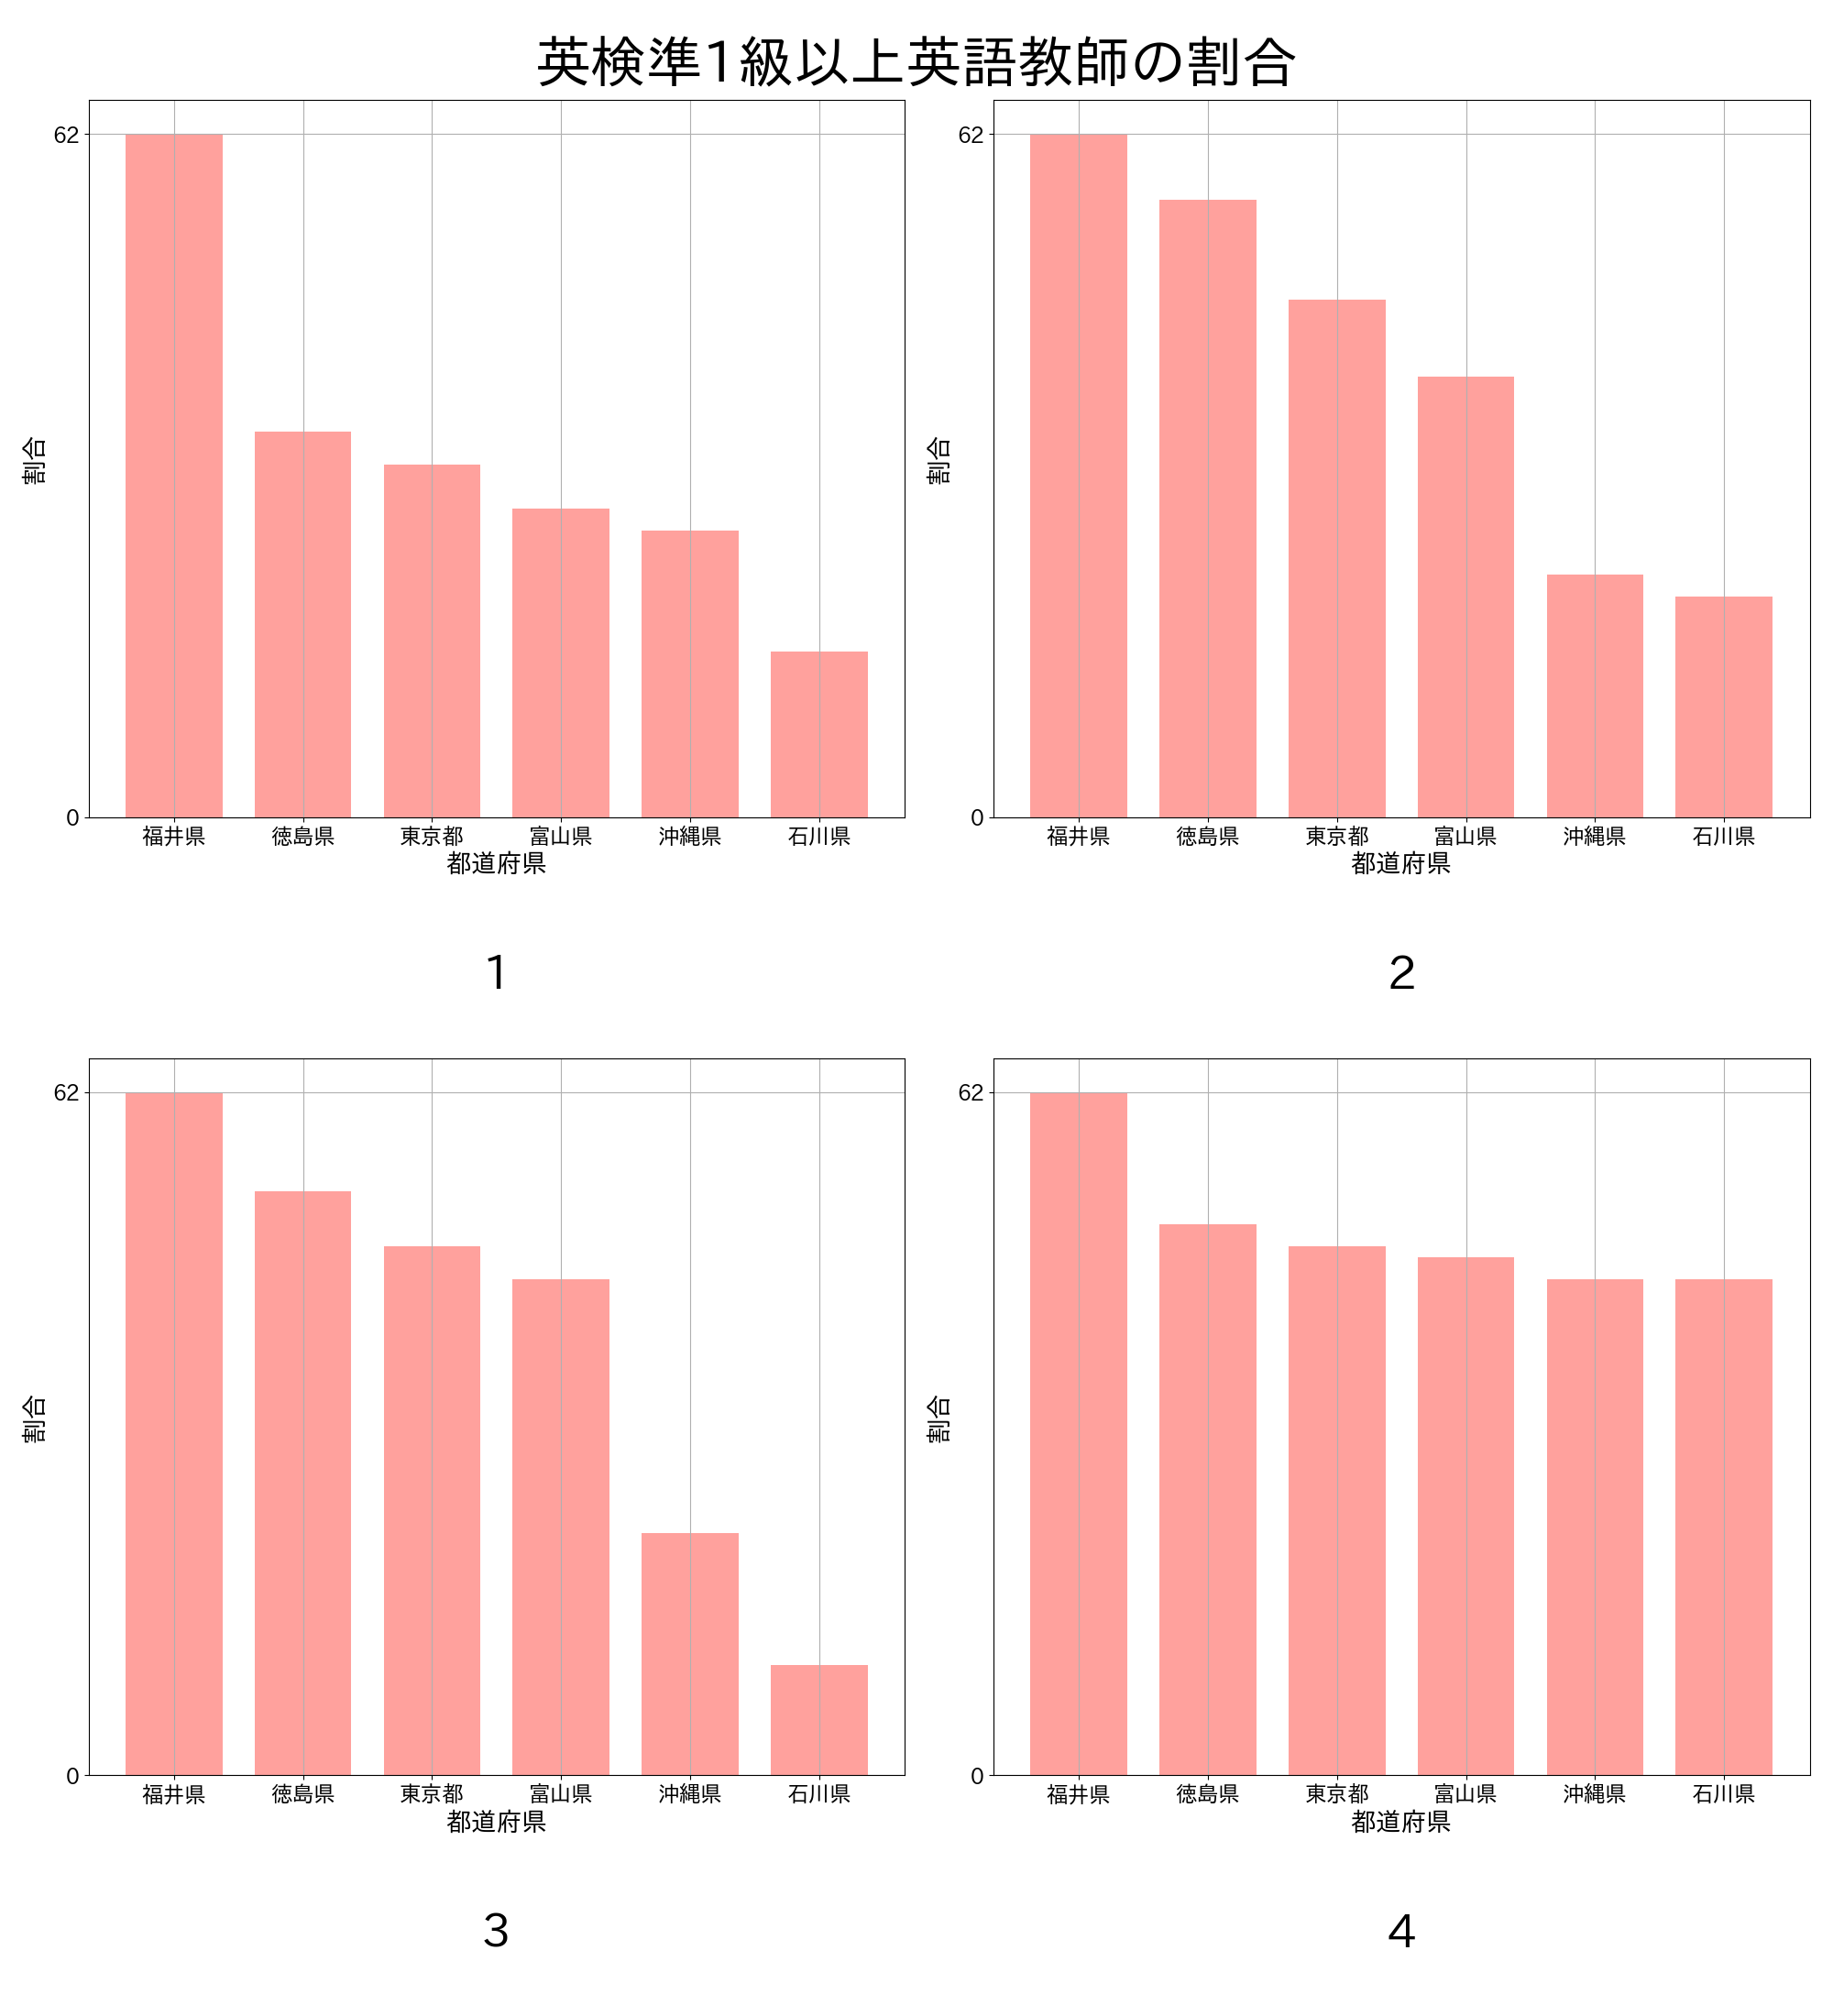 英検準1級以上英語教師の割合
62
0
割合
福井県 徳島県 東京都 富山県 沖縄県 石川県
都道府県
1
62
0
割合
福井県 徳島県 東京都 富山県 沖縄県 石川県
都道府県
2
62
0
割合
福井県 徳島県 東京都 富山県 沖縄県 石川県
都道府県
3
62
0
割合
福井県 徳島県 東京都 富山県 沖縄県 石川県
都道府県
4